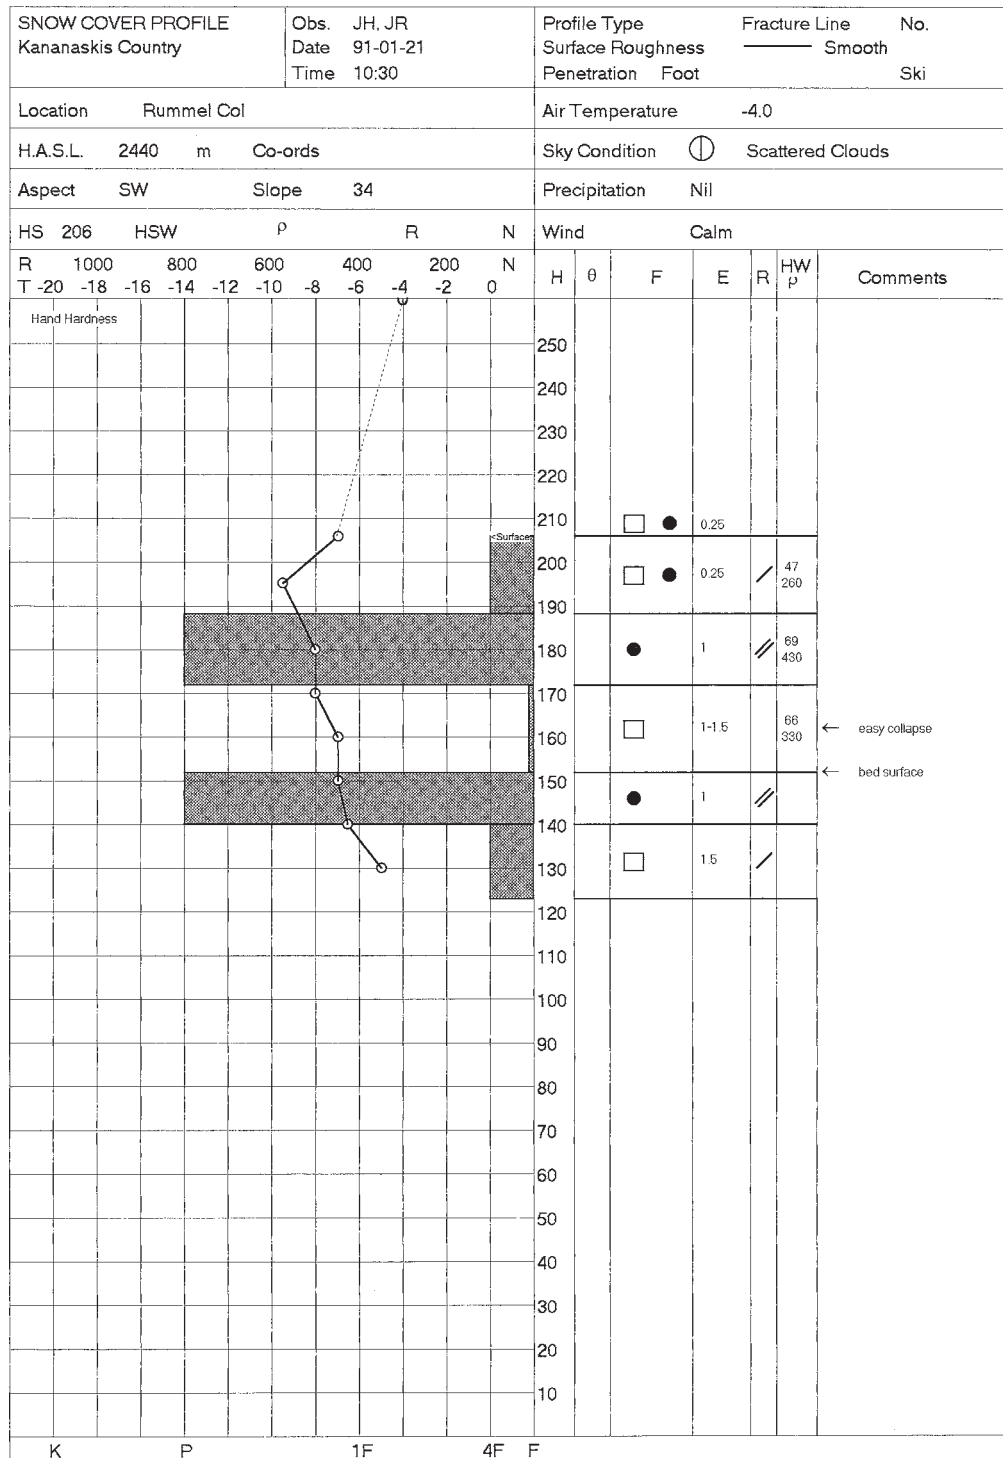 SNOW COVER PROFILE Obs. JH, JR Profile Type Fracture Line No.
Kananaskis Country Date 91-01-21 Surface Roughness Smooth
Time 10:30 Penetration Foot Ski
Location Rummel Col Air Temperature -4.0
H.A.S.L. 2440 m Co-ords Sky Condition Scattered Clouds
Aspect SW Slope 34 Precipitation Nil
HS 206 HSW ρ R N Wind Calm
R 1000 800 600 400 200 N
T -20 -18 -16 -14 -12 -10 -8 -6 -4 -2 0
H θ F E R HW ρ Comments
Hand Hardness
250
240
230
220
210 0.25
<Surface>
200 0.25 47
260
190
180 1 69
430
170
1-1.5 66 ← easy collapse
160 330
← bed surface
150
1
140
130 1.5
120
110
100
90
80
70
60
50
40
30
20
10
K P 1F 4F F